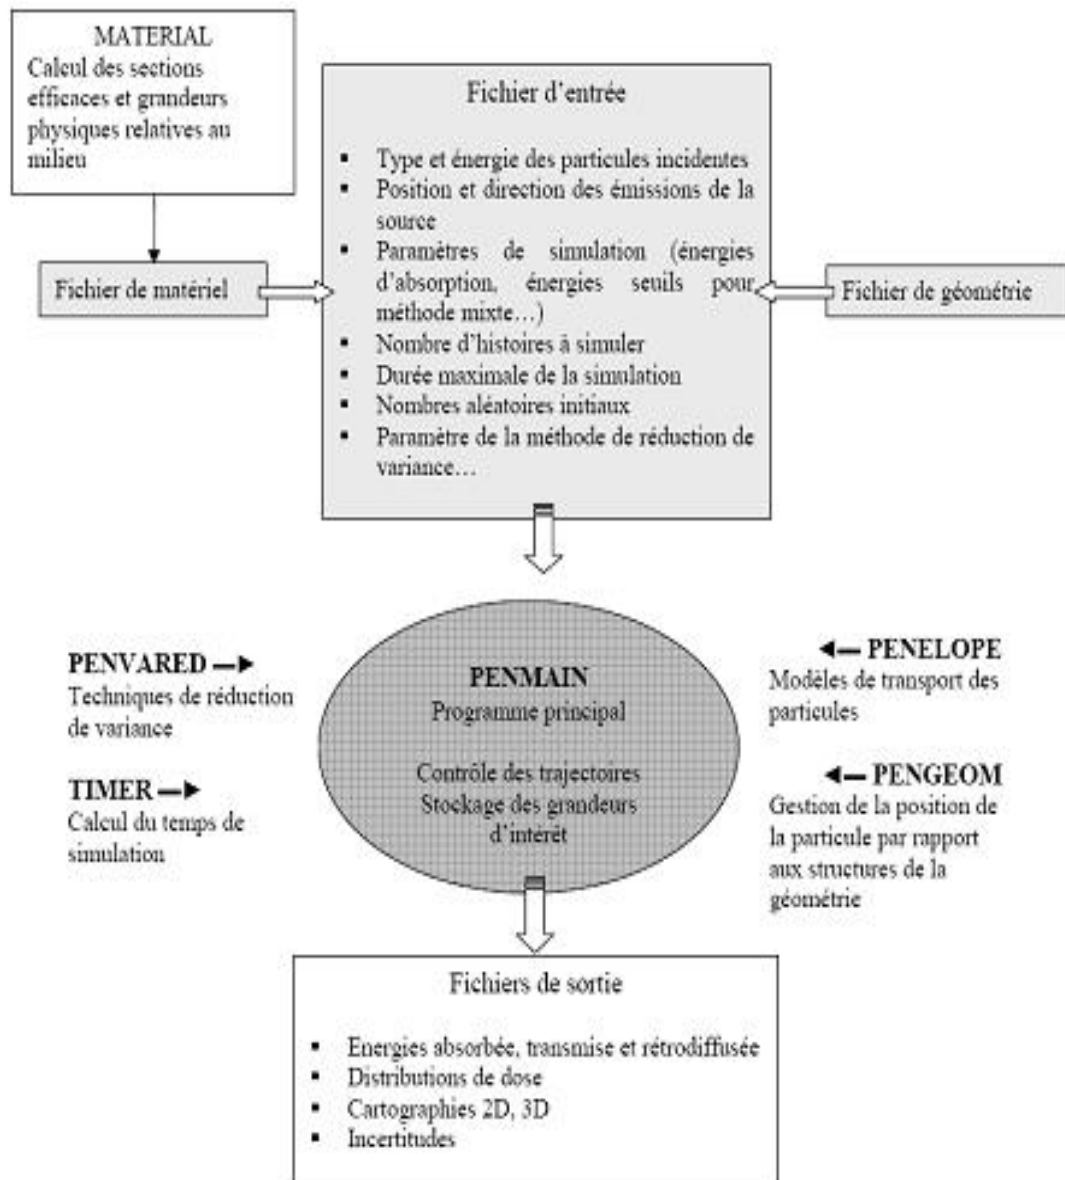 MATERIAL
Calcul des sections
efficaces et grandeurs
physiques relatives au
milieu
Fichier de matériel
Fichier d'entrée
▪ Type et énergie des particules incidentes
▪ Position et direction des émissions de la
source
▪ Paramètres de simulation (énergies
d'absorption, énergies seuils pour
méthode mixte…)
▪ Nombre d'histoires à simuler
▪ Durée maximale de la simulation
▪ Nombres aléatoires initiaux
▪ Paramètre de la méthode de réduction de
variance…
Fichier de géométrie
PENVARED
Techniques de réduction
de variance
TIMER
Calcul du temps de
simulation
PENMAIN
Programme principal
Contrôle des trajectoires
Stockage des grandeurs
d'intérêt
PENELOPE
Modèles de transport des
particules
PENGEOM
Gestion de la position de
la particule par rapport
aux structures de la
géométrie
Fichiers de sortie
▪ Energies absorbée, transmise et rétrodiffusée
▪ Distributions de dose
▪ Cartographies 2D, 3D
▪ Incertitudes